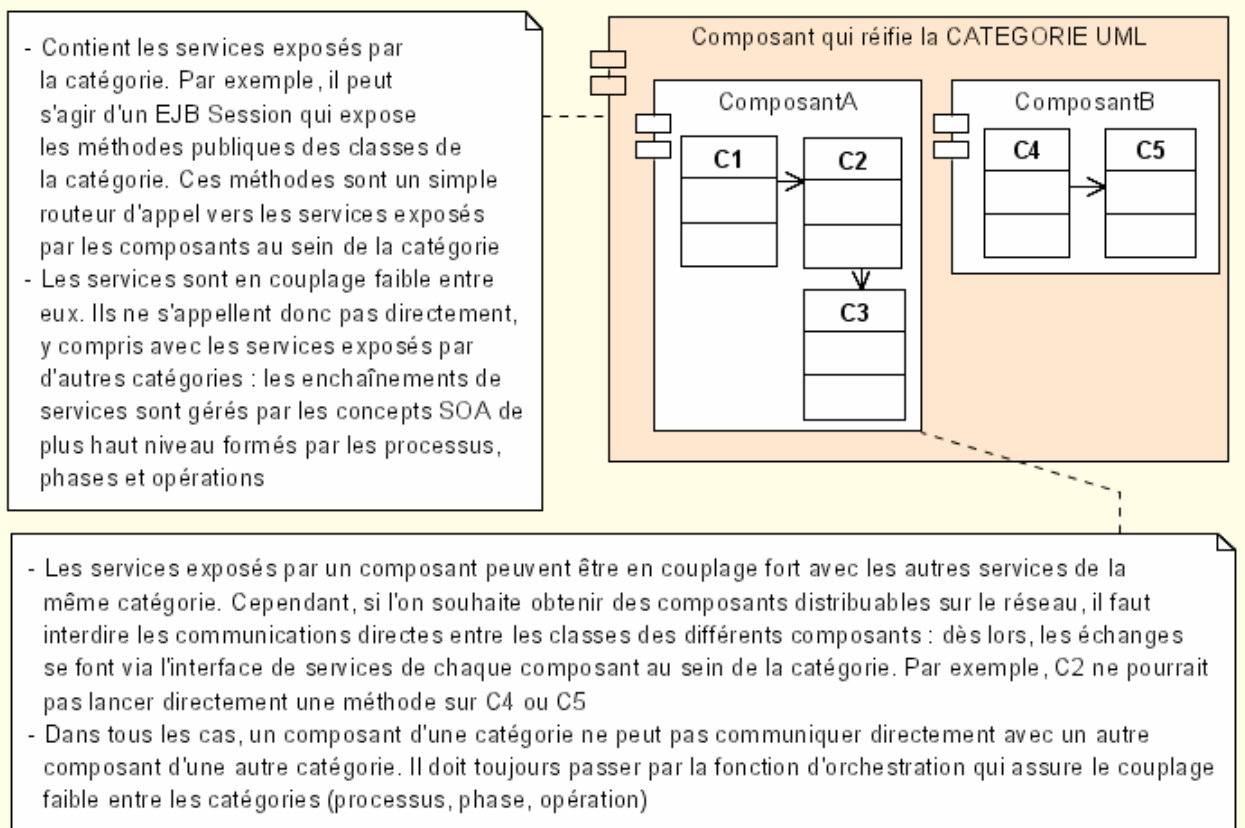 - Contient les services exposés par
la catégorie. Par exemple, il peut
s'agir d'un EJB Session qui expose
les méthodes publiques des classes de
la catégorie. Ces méthodes sont un simple
routeur d'appel vers les services exposés
par les composants au sein de la catégorie
- Les services sont en couplage faible entre
eux. Ils ne s'appellent donc pas directement,
y compris avec les services exposés par
d'autres catégories : les enchaînements de
services sont gérés par les concepts SOA de
plus haut niveau formés par les processus,
phases et opérations
Composant qui réifie la CATEGORIE UML
ComposantA
C1
C2
C3
ComposantB
C4
C5
- Les services exposés par un composant peuvent être en couplage fort avec les autres services de la
même catégorie. Cependant, si l'on souhaite obtenir des composants distribuables sur le réseau, il faut
interdire les communications directes entre les classes des différents composants : dès lors, les échanges
se font via l'interface de services de chaque composant au sein de la catégorie. Par exemple, C2 ne pourrait
pas lancer directement une méthode sur C4 ou C5
- Dans tous les cas, un composant d'une catégorie ne peut pas communiquer directement avec un autre
composant d'une autre catégorie. Il doit toujours passer par la fonction d'orchestration qui assure le couplage
faible entre les catégories (processus, phase, opération)